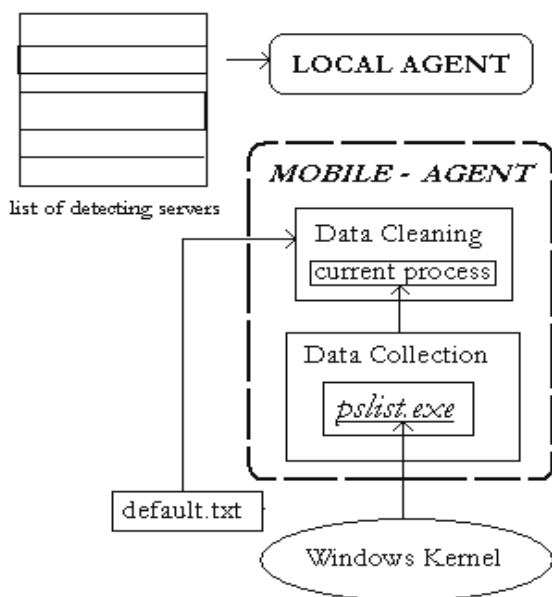 LOCAL AGENT
list of detecting servers
MOBILE - AGENT
Data Cleaning
current process
Data Collection
pslist.exe
default.txt
Windows Kernel